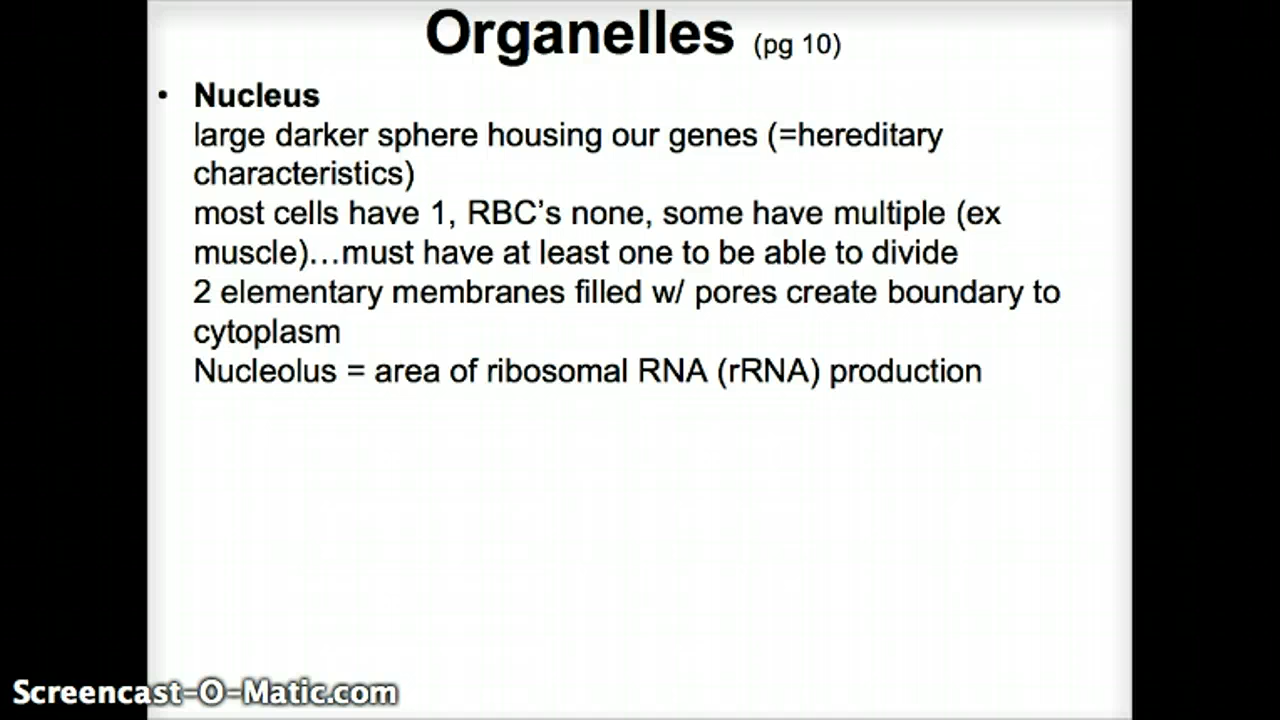 Organelles (pg 10)
• Nucleus
large darker sphere housing our genes (=hereditary
characteristics)
most cells have 1, RBC’s none, some have multiple (ex
muscle)…must have at least one to be able to divide
2 elementary membranes filled w/ pores create boundary to
cytoplasm
Nucleolus = area of ribosomal RNA (rRNA) production
Screencast-O-Matic.com